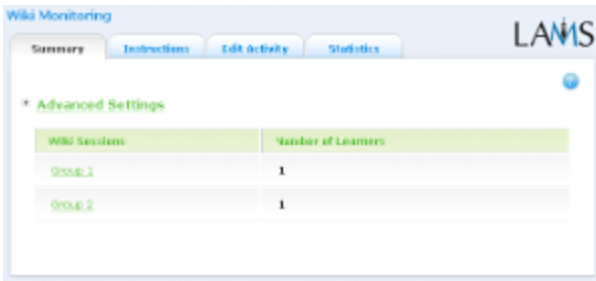 Wiki Monitoring
LAMS
Summary Instructions Edit Activity Statistics
?
Advanced Settings
Wiki Sessions Number of Learners
Group 1 1
Group 2 1